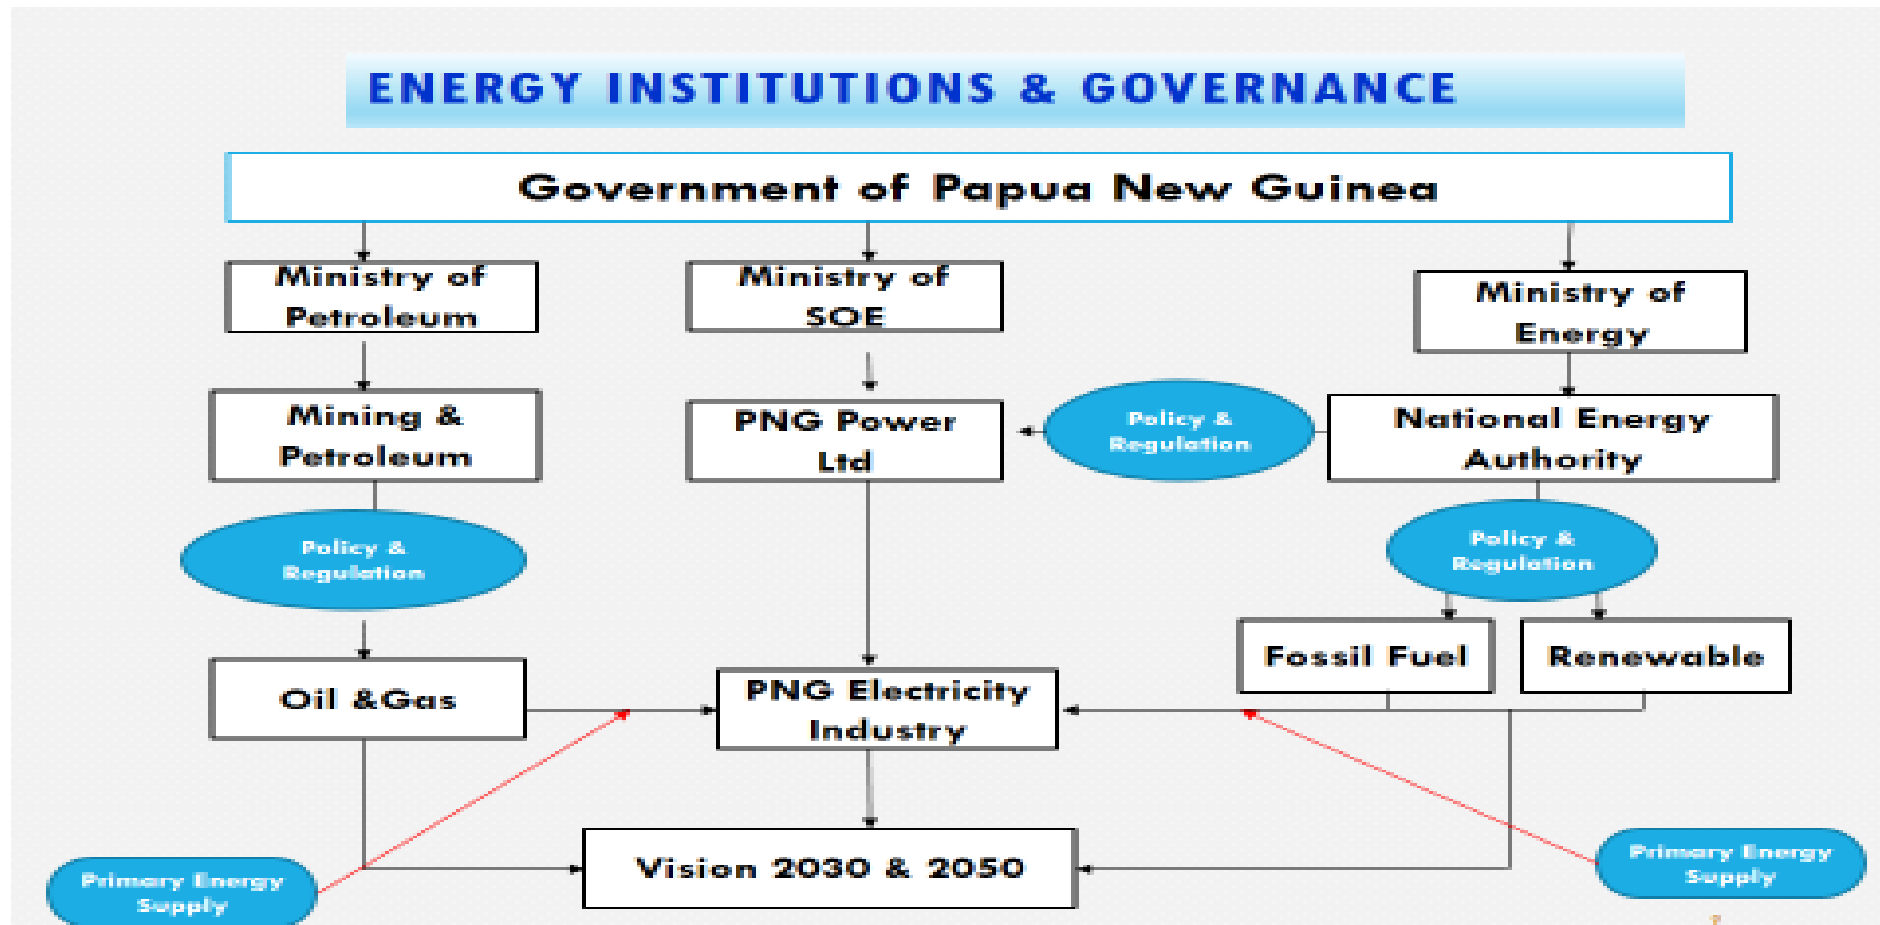 ENERGY INSTITUTIONS & GOVERNANCE
Government of Papua New Guinea
Ministry of
Petroleum
Ministry of
SOE
Ministry of
Energy
Mining &
Petroleum
PNG Power
Ltd
Policy &
Regulation
National Energy
Authority
Policy &
Regulation
Policy &
Regulation
Oil &Gas
PNG Electricity
Industry
Fossil Fuel
Renewable
Vision 2030 & 2050
Primary Energy
Supply
Primary Energy
Supply